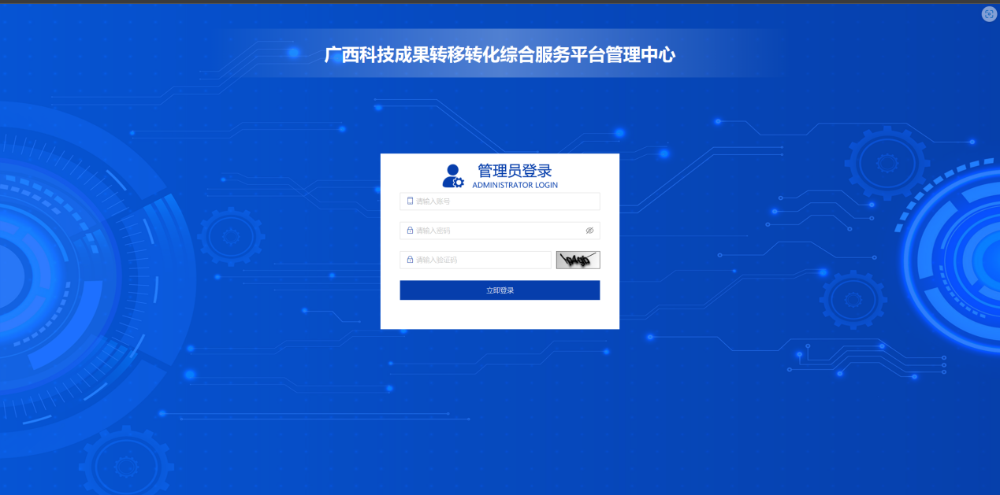 广西科技成果转移转化综合服务平台管理中心
管理员登录
ADMINISTRATOR LOGIN
请输入账号
请输入密码
请输入验证码
立即登录